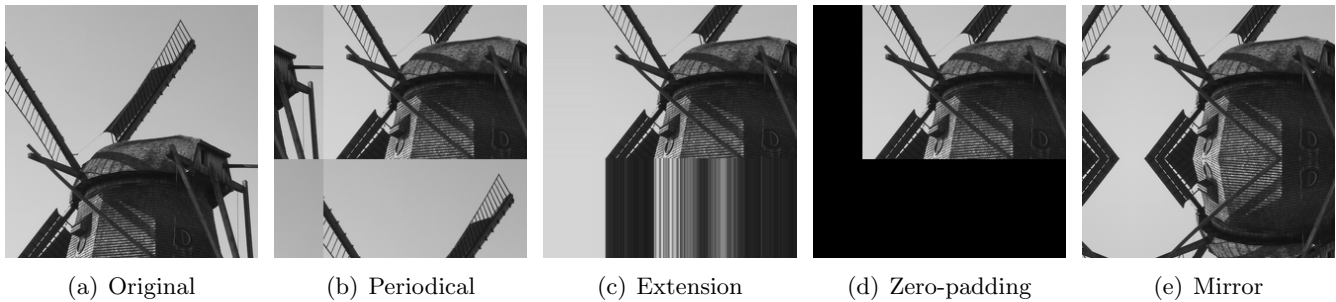 (a) Original
(b) Periodical
(c) Extension
(d) Zero-padding
(e) Mirror